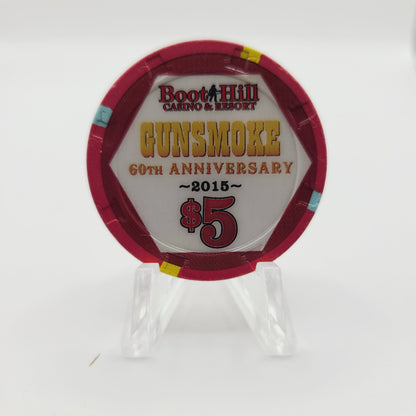 Boot Hill
CASINO & RESORT
GUNSMOKE
60TH ANNIVERSARY
~2015~
$5